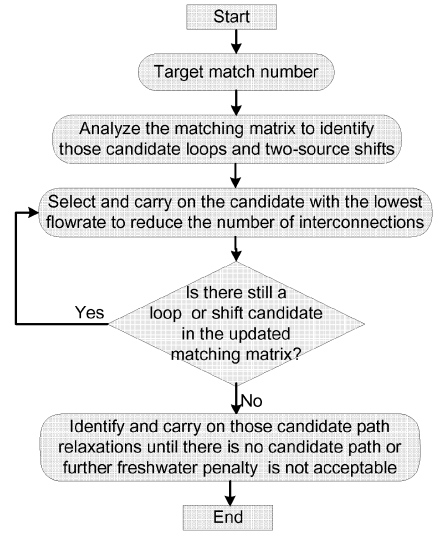 Start
Target match number
Analyze the matching matrix to identify
those candidate loops and two-source shifts
Select and carry on the candidate with the lowest
flowrate to reduce the number of interconnections
Is there still a
loop or shift candidate
in the updated
matching matrix?
Yes
No
Identify and carry on those candidate path
relaxations until there is no candidate path or
further freshwater penalty is not acceptable
End